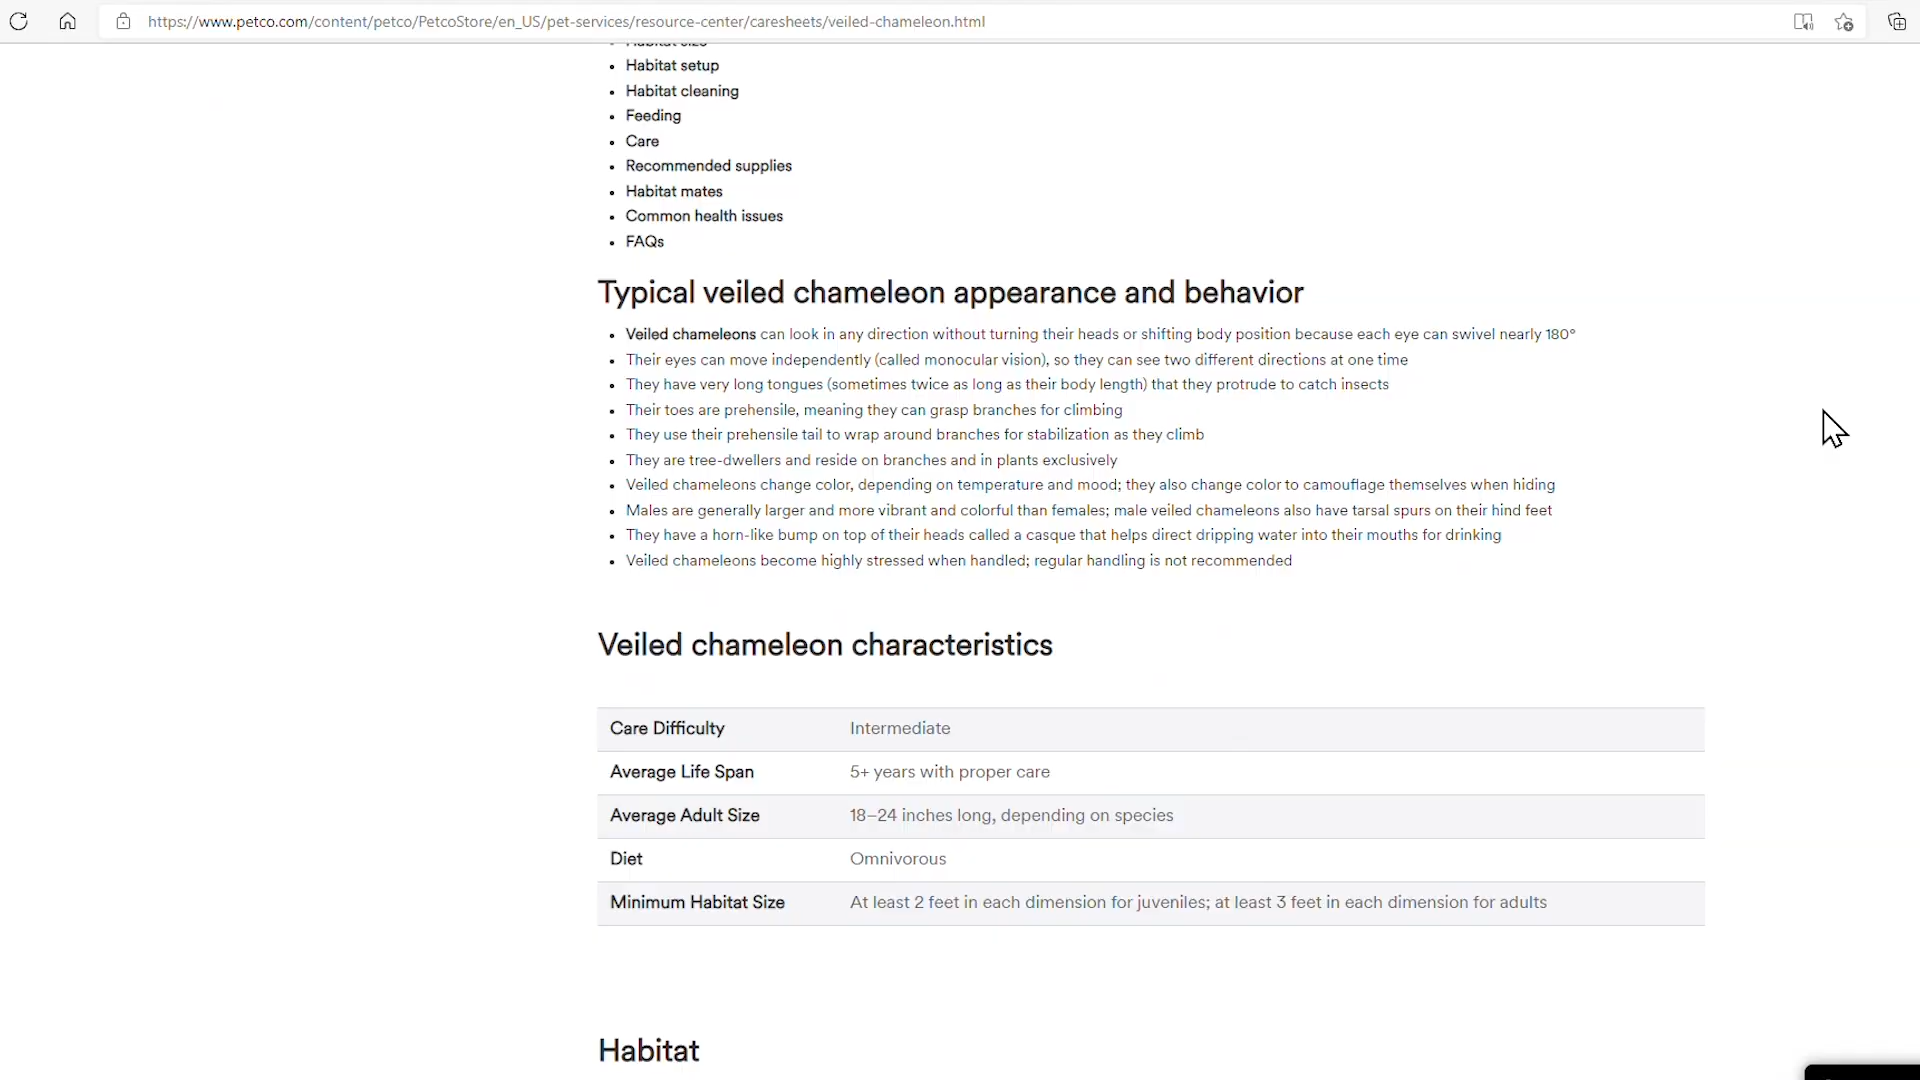 https://www.petco.com/content/petco/PetcoStore/en_US/pet-services/resource-center/caresheets/veiled-chameleon.html
Habitat size
Habitat setup
Habitat cleaning
Feeding
Care
Recommended supplies
Habitat mates
Common health issues
FAQs
Typical veiled chameleon appearance and behavior
Veiled chameleons can look in any direction without turning their heads or shifting body position because each eye can swivel nearly 180°
Their eyes can move independently (called monocular vision), so they can see two different directions at one time
They have very long tongues (sometimes twice as long as their body length) that they protrude to catch insects
Their toes are prehensile, meaning they can grasp branches for climbing
They use their prehensile tail to wrap around branches for stabilization as they climb
They are tree-dwellers and reside on branches and in plants exclusively
Veiled chameleons change color, depending on temperature and mood; they also change color to camouflage themselves when hiding
Males are generally larger and more vibrant and colorful than females; male veiled chameleons also have tarsal spurs on their hind feet
They have a horn-like bump on top of their heads called a casque that helps direct dripping water into their mouths for drinking
Veiled chameleons become highly stressed when handled; regular handling is not recommended
Veiled chameleon characteristics
Care Difficulty Intermediate
Average Life Span 5+ years with proper care
Average Adult Size 18–24 inches long, depending on species
Diet Omnivorous
Minimum Habitat Size At least 2 feet in each dimension for juveniles; at least 3 feet in each dimension for adults
Habitat